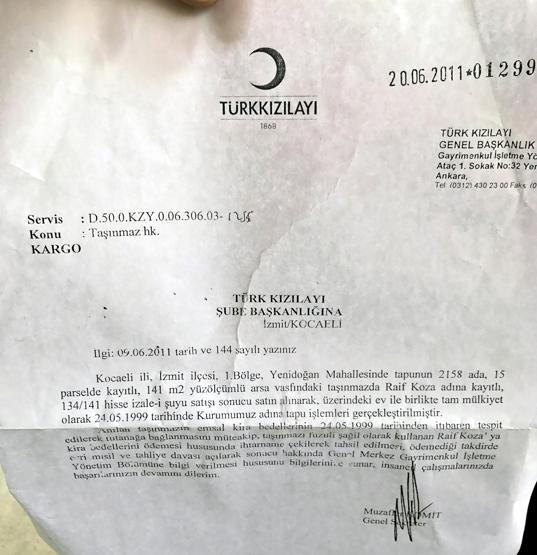 20.06.2011*01299
TÜRKKIZILAYI
1868
TÜRK KIZILAYI
GENEL BAŞKANLIK
Gayrimenkul İşletme Yö
Ataç 1. Sokak No:32 Yen
Ankara,
Tel (0312) 430 23 00 Faks
Servis : D.50.0.KZY.0.06.306.03-
Konu : Taşınmaz hk.
KARGO
TÜRK KIZILAYI
ŞUBE BAŞKANLIĞINA
İzmit/KOCAELİ
İlgi: 09.06.2011 tarih ve 144 sayılı yazınız
Kocaeli ili, İzmit ilçesi, 1.Bölge, Yenidoğan Mahallesinde tapunun 2158 ada, 15
parselde kayıtlı, 141 m2 yüzölçümlü arsa vasfındaki taşınmazda Raif Koza adına kayıtlı,
134/141 hisse izale-i şuyu satışı sonucu satın alınarak, üzerindeki ev ile birlikte tam mülkiyet
olarak 24.05.1999 tarihinde Kurumumuz adına tapu işlemleri gerçekleştirilmiştir.
Anılan taşınmazın emsal kira bedellerinin 24.05.1999 tarihinden itibaren tespit
edilerek tutanağa bağlanmasını müteakip, taşınmazı fuzuli şağil olarak kullanan Raif Koza' ya
kira bedellerini ödemesi hususunda ihtarname çekilerek tahsil edilmesi, ödemediği takdirde
ecri misil ve tahliye davası açılarak sonucu hakkında Genel Merkez Gayrimenkul İşletme
Yönetim Bölümüne bilgi verilmesi hususunu bilgilerinize sunar, insancıl çalışmalarınızda
başarılarınızın devamını dilerim.
Genel